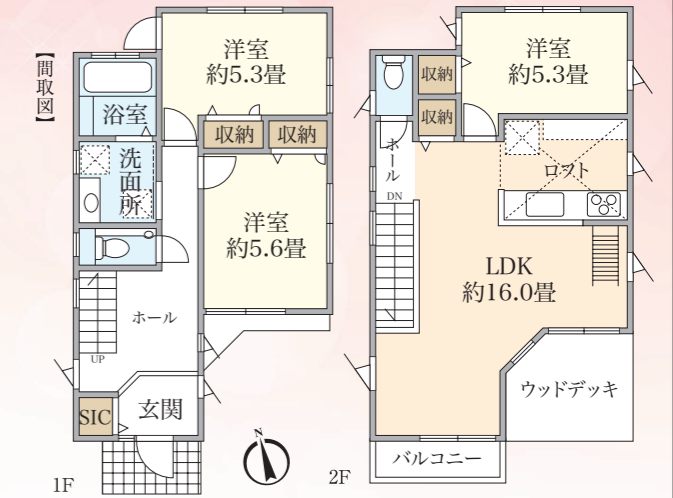 【間取図】
洋室
約5.3畳
浴室
収納
収納
洗面所
洋室
約5.6畳
ホール
UP
SIC
玄関
1F
N
洋室
約5.3畳
収納
収納
ホール
DN
ロフト
LDK
約16.0畳
ウッドデッキ
バルコニー
2F